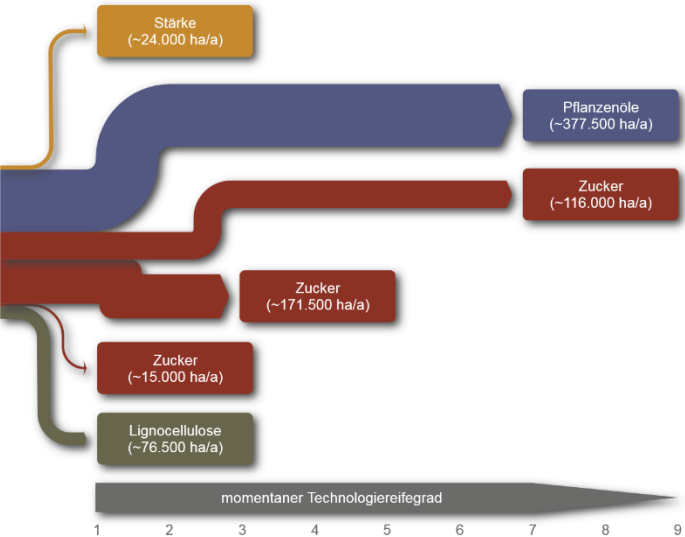 Stärke
(~24.000 ha/a)
Pflanzenöle
(~377.500 ha/a)
Zucker
(~116.000 ha/a)
Zucker
(~171.500 ha/a)
Zucker
(~15.000 ha/a)
Lignocellulose
(~76.500 ha/a)
momentaner Technologiereifegrad
1 2 3 4 5 6 7 8 9